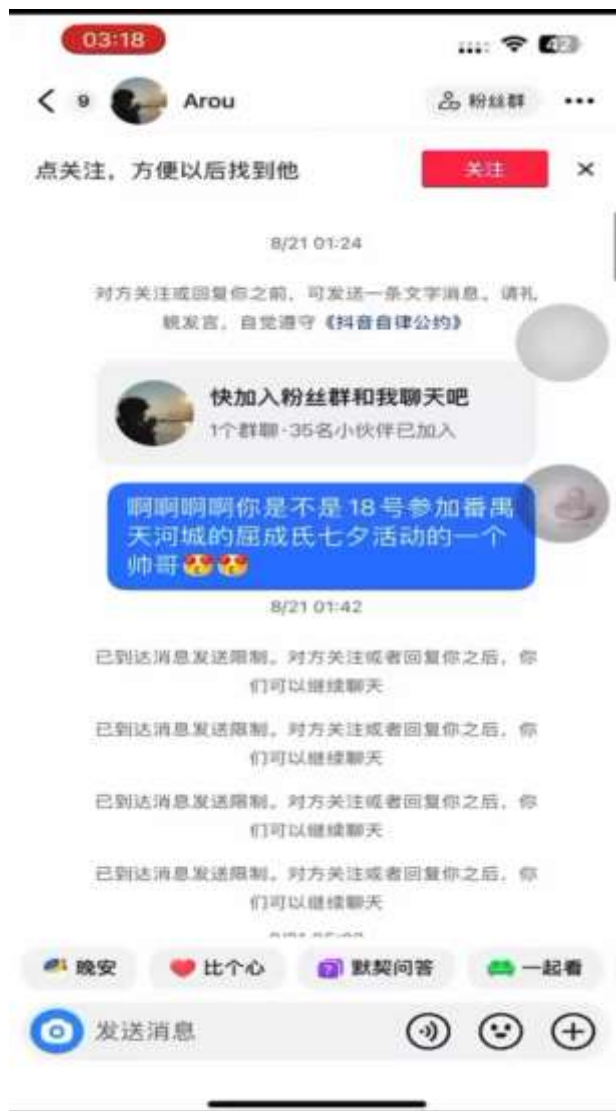 03:18
42
9
Arou
粉丝群
点关注，方便以后找到他
关注
8/21 01:24
对方关注或回复你之前，可发送一条文字消息。请礼
貌发言，自觉遵守《抖音自律公约》
快加入粉丝群和我聊天吧
1个群聊·35名小伙伴已加入
啊啊啊啊你是不是18号参加番禺
天河城的屈成氏七夕活动的一个
帅哥😍😍
8/21 01:42
已到达消息发送限制。对方关注或者回复你之后，你
们可以继续聊天
已到达消息发送限制。对方关注或者回复你之后，你
们可以继续聊天
已到达消息发送限制。对方关注或者回复你之后，你
们可以继续聊天
已到达消息发送限制。对方关注或者回复你之后，你
们可以继续聊天
晚安
比个心
默契问答
一起看
发送消息